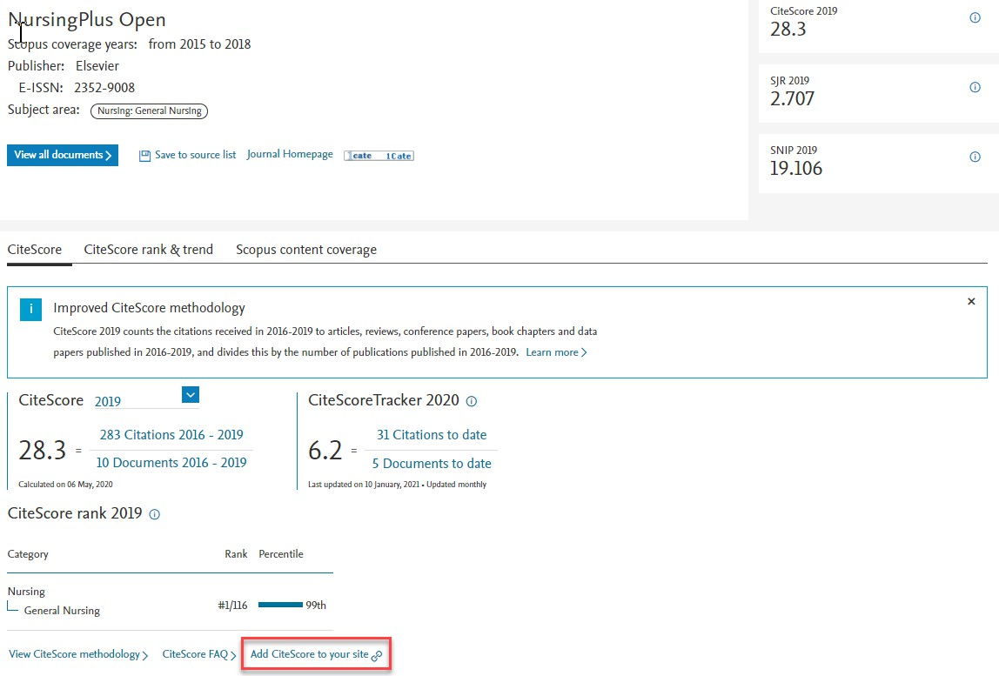 NursingPlus Open
Scopus coverage years: from 2015 to 2018
Publisher: Elsevier
E-ISSN: 2352-9008
Subject area: Nursing: General Nursing
View all documents
Save to source list
Journal Homepage
CiteScore 2019
28.3
SJR 2019
2.707
SNIP 2019
19.106
CiteScore
CiteScore rank & trend
Scopus content coverage
i
Improved CiteScore methodology
CiteScore 2019 counts the citations received in 2016-2019 to articles, reviews, conference papers, book chapters and data
papers published in 2016-2019, and divides this by the number of publications published in 2016-2019. Learn more
CiteScore 2019
28.3 =
283 Citations 2016 - 2019
10 Documents 2016 - 2019
Calculated on 06 May, 2020
CiteScoreTracker 2020
6.2 =
31 Citations to date
5 Documents to date
Last updated on 10 January, 2021 • Updated monthly
CiteScore rank 2019
Category Rank Percentile
Nursing
General Nursing
#1/116 99th
View CiteScore methodology
CiteScore FAQ
Add CiteScore to your site